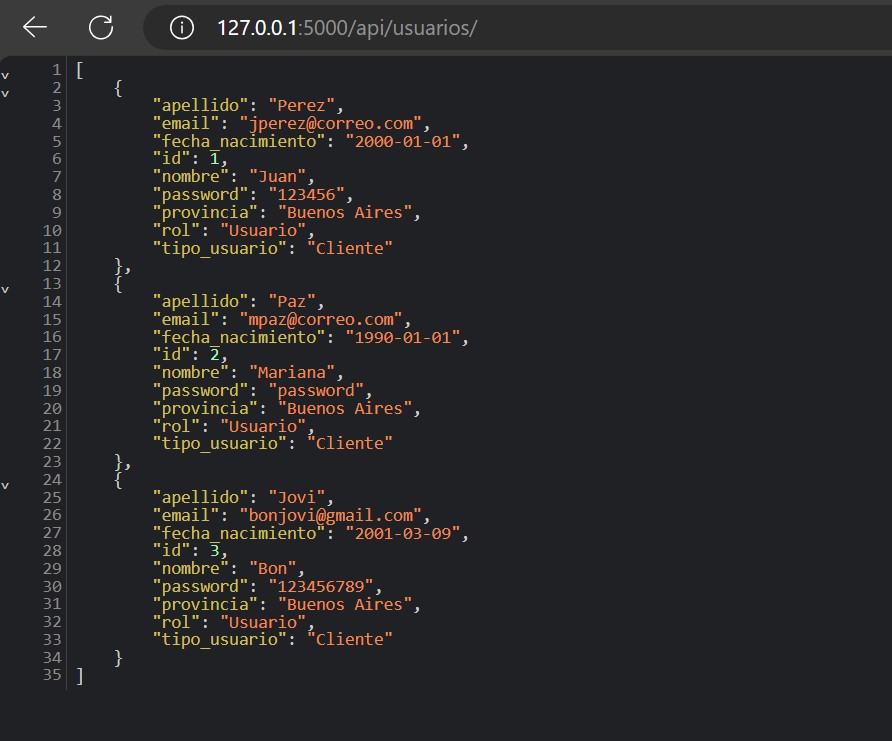 127.0.0.1:5000/api/usuarios/
1 [
2     {
3         "apellido": "Perez",
4         "email": "jperez@correo.com",
5         "fecha_nacimiento": "2000-01-01",
6         "id": 1,
7         "nombre": "Juan",
8         "password": "123456",
9         "provincia": "Buenos Aires",
10         "rol": "Usuario",
11         "tipo_usuario": "Cliente"
12     },
13     {
14         "apellido": "Paz",
15         "email": "mpaz@correo.com",
16         "fecha_nacimiento": "1990-01-01",
17         "id": 2,
18         "nombre": "Mariana",
19         "password": "password",
20         "provincia": "Buenos Aires",
21         "rol": "Usuario",
22         "tipo_usuario": "Cliente"
23     },
24     {
25         "apellido": "Jovi",
26         "email": "bonjovi@gmail.com",
27         "fecha_nacimiento": "2001-03-09",
28         "id": 3,
29         "nombre": "Bon",
30         "password": "123456789",
31         "provincia": "Buenos Aires",
32         "rol": "Usuario",
33         "tipo_usuario": "Cliente"
34     }
35 ]